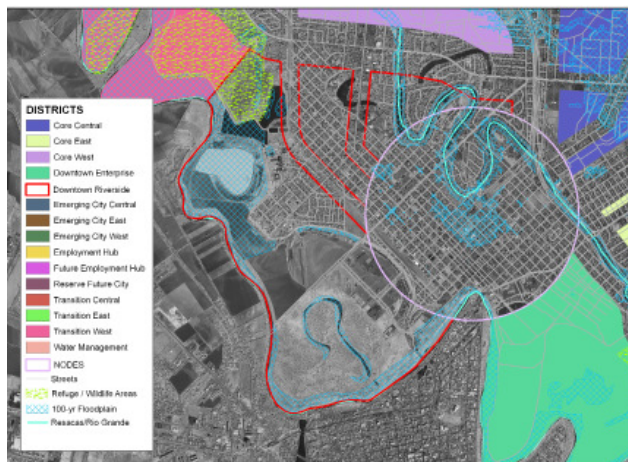 DISTRICTS
Core Central
Core East
Core West
Downtown Enterprise
Downtown Riverside
Emerging City Central
Emerging City East
Emerging City West
Employment Hub
Future Employment Hub
Reserve Future City
Transition Central
Transition East
Transition West
Water Management
NODES
Streets
Refuge / Wildlife Areas
100-yr Floodplain
Resacas/Rio Grande